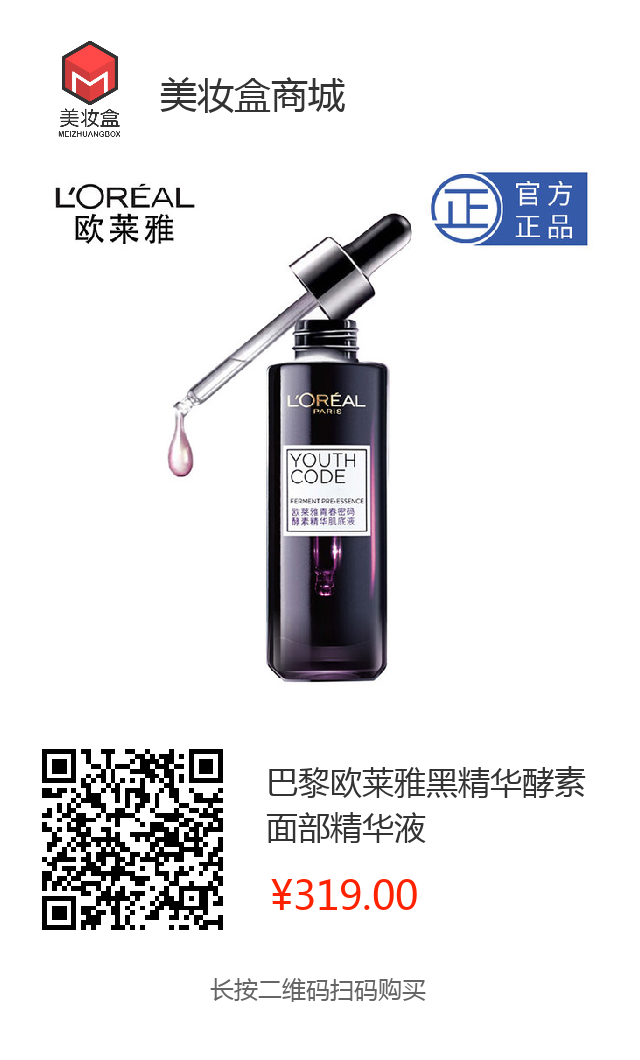 美妆盒
MEIZHUANGBOX
美妆盒商城
L'ORÉAL
欧莱雅
正
官方
正品
L'ORÉAL
PARIS
YOUTH
CODE
FERMENT PRE-ESSENCE
欧莱雅青春密码
酵素精华肌底液
巴黎欧莱雅黑精华酵素
面部精华液
¥319.00
长按二维码扫码购买